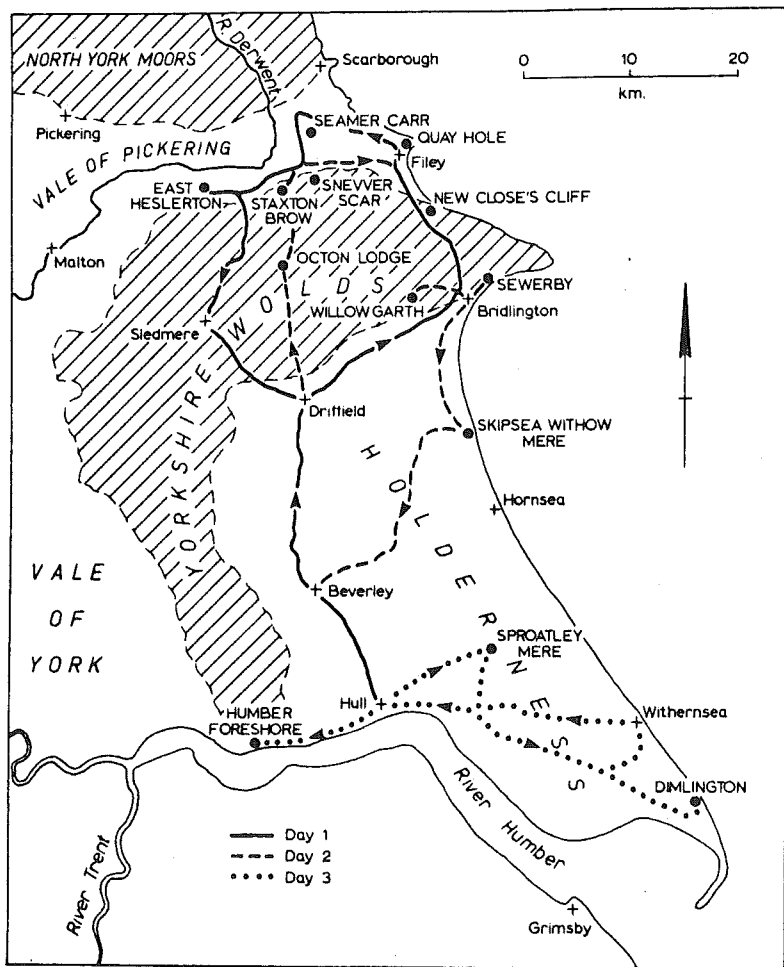 NORTH YORK MOORS
R. Derwent
Scarborough
0 10 20
km.
Pickering
SEAMER CARR
QUAY HOLE
VALE OF PICKERING
Filey
EAST
HESLERTON
STAXTON
BROW
SNEVVER
SCAR
NEW CLOSE'S CLIFF
Malton
OCTON LODGE
SEWERBY
WILLOW GARTH
Bridlington
Sledmere
YORKSHIRE WOLDS
Driffield
SKIPSEA WITHOW
MERE
HOLDERNESS
Hornsea
VALE
OF
YORK
Beverley
SPROATLEY
MERE
Hull
HUMBER
FORESHORE
Withernsea
DIMLINGTON
River Humber
River Trent
Day 1
Day 2
Day 3
Grimsby